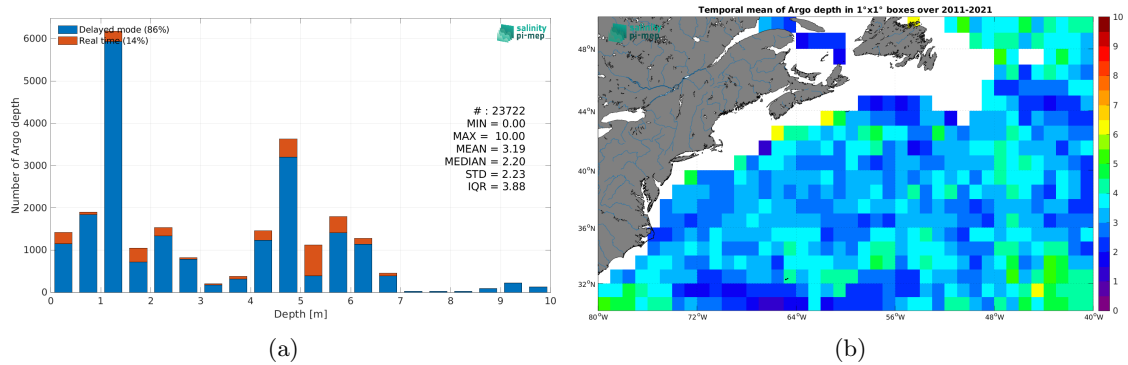 Delayed mode (86%)
Real time (14%)
salinity
pi-mep
6000
5000
4000
3000
2000
1000
0
Number of Argo depth
# : 23722
MIN = 0.00
MAX = 10.00
MEAN = 3.19
MEDIAN = 2.20
STD = 2.23
IQR = 3.88
0 1 2 3 4 5 6 7 8 9 10
Depth [m]
(a)
Temporal mean of Argo depth in 1°x1° boxes over 2011-2021
salinity
pi-mep
48°N
44°N
40°N
36°N
32°N
80°W 72°W 64°W 56°W 48°W 40°W
10
9
8
7
6
5
4
3
2
1
0
(b)